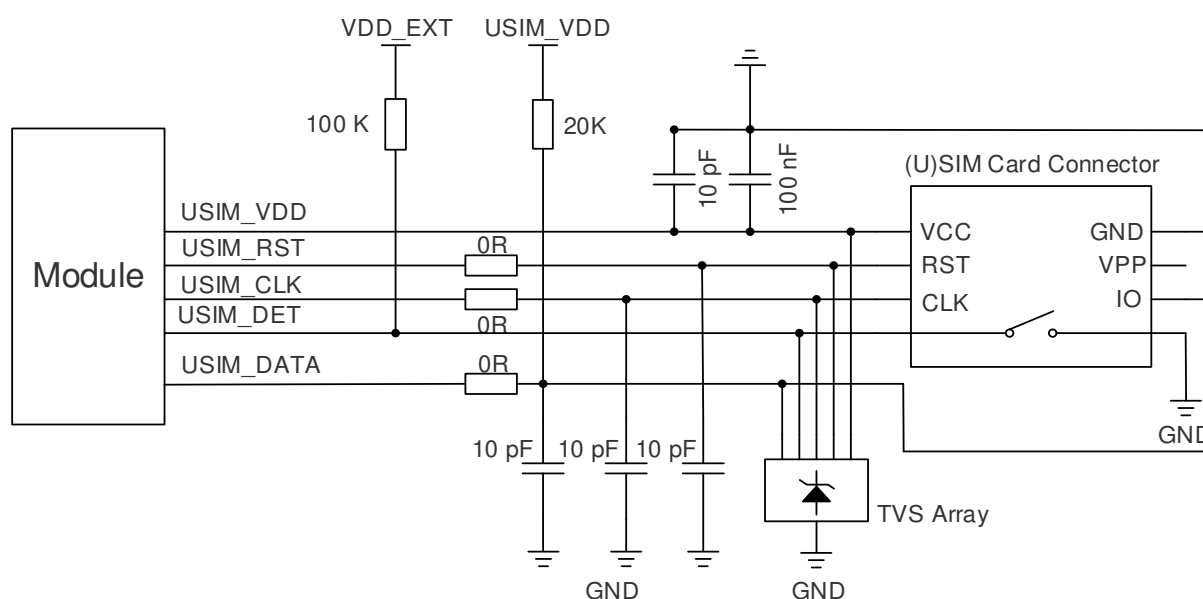 VDD_EXT
USIM_VDD
100 K
20K
10 pF
100 nF
(U)SIM Card Connector
Module
USIM_VDD
USIM_RST
USIM_CLK
USIM_DET
USIM_DATA
0R
0R
0R
VCC
RST
CLK
GND
VPP
IO
GND
10 pF
10 pF
10 pF
TVS Array
GND
GND